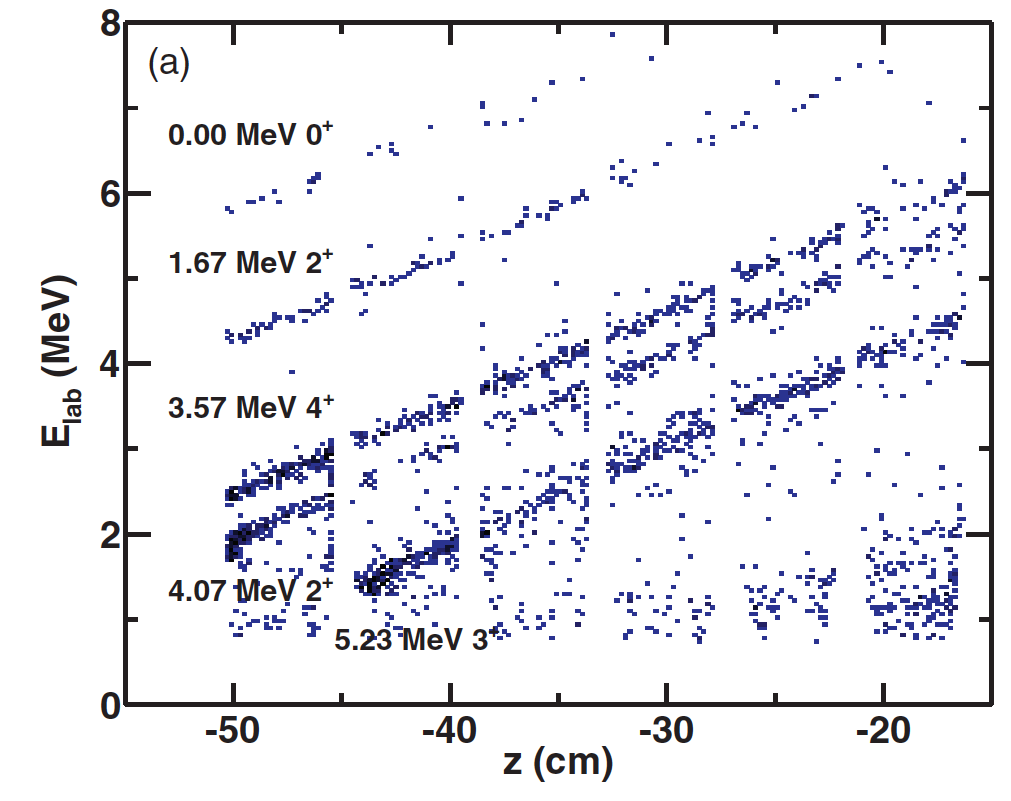 8
(a)
0.00 MeV 0+
6
1.67 MeV 2+
Elab (MeV)
4
3.57 MeV 4+
2
4.07 MeV 2+
5.23 MeV 3+
0
-50 -40 -30 -20
z (cm)